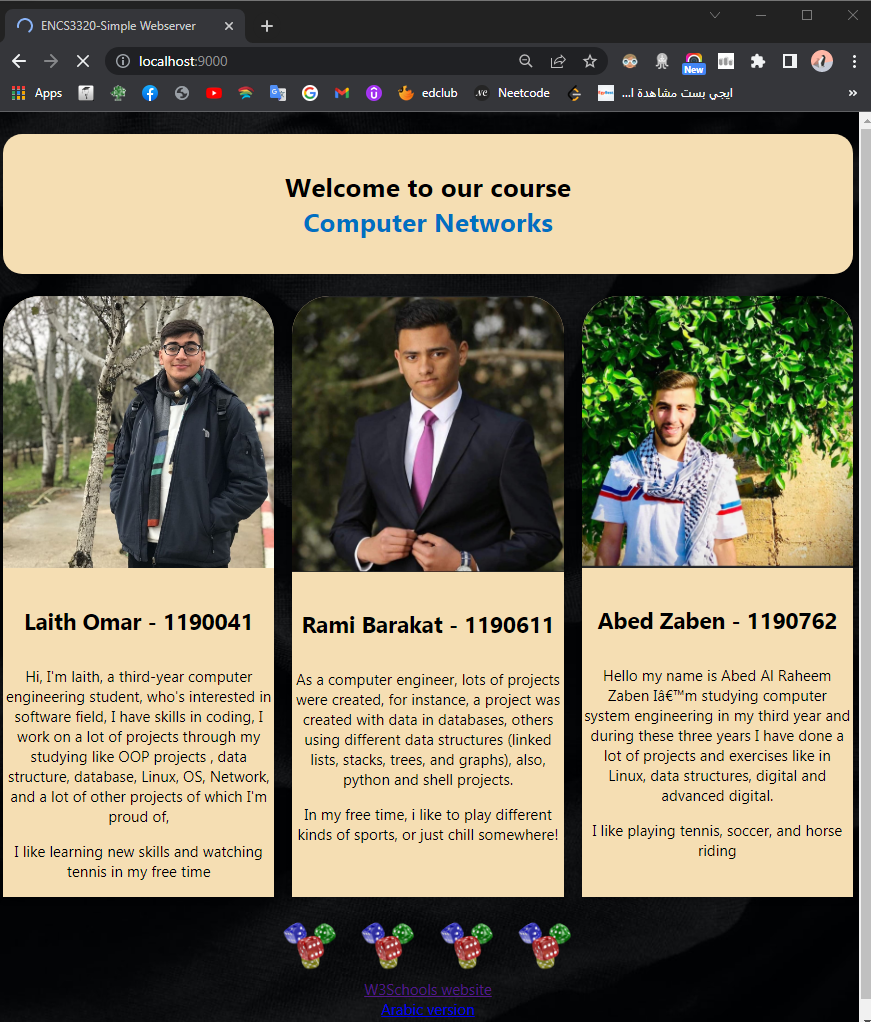 ENCS3320-Simple Webserver
localhost:9000
New
Apps
edclub
Neetcode
ايجي بست مشاهدة ا...
»
Welcome to our course
Computer Networks
Laith Omar - 1190041
Hi, I'm laith, a third-year computer
engineering student, who's interested in
software field, I have skills in coding, I
work on a lot of projects through my
studying like OOP projects , data
structure, database, Linux, OS, Network,
and a lot of other projects of which I'm
proud of,
I like learning new skills and watching
tennis in my free time
Rami Barakat - 1190611
As a computer engineer, lots of projects
were created, for instance, a project was
created with data in databases, others
using different data structures (linked
lists, stacks, trees, and graphs), also,
python and shell projects.
In my free time, i like to play different
kinds of sports, or just chill somewhere!
Abed Zaben - 1190762
Hello my name is Abed Al Raheem
Zaben Iâ€™m studying computer
system engineering in my third year and
during these three years I have done a
lot of projects and exercises like in
Linux, data structures, digital and
advanced digital.
I like playing tennis, soccer, and horse
riding
W3Schools website
Arabic version